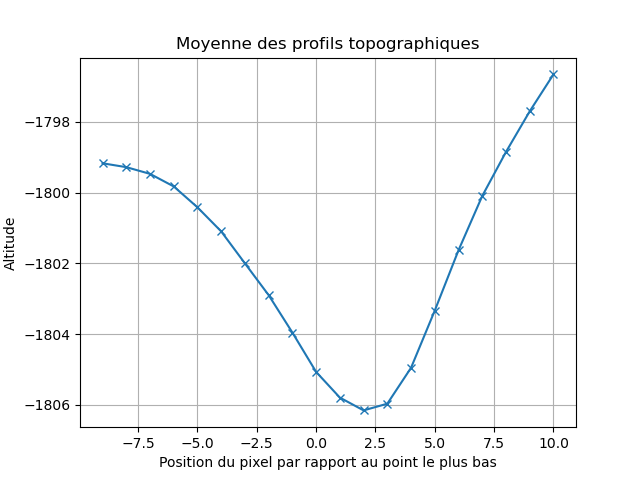 Moyenne des profils topographiques
Altitude
−1798
−1800
−1802
−1804
−1806
−7.5 −5.0 −2.5 0.0 2.5 5.0 7.5 10.0
Position du pixel par rapport au point le plus bas